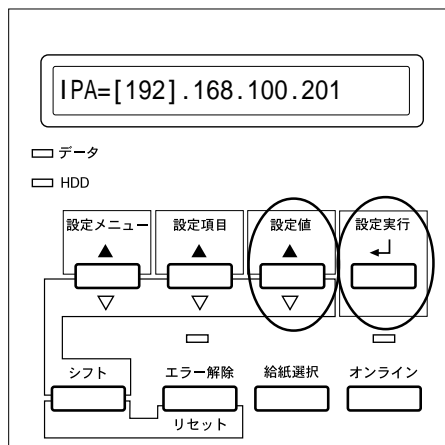 IPA=[192].168.100.201
データ
HDD
設定メニュー 設定項目 設定値 設定実行
シフト エラー解除 給紙選択 オンライン
リセット